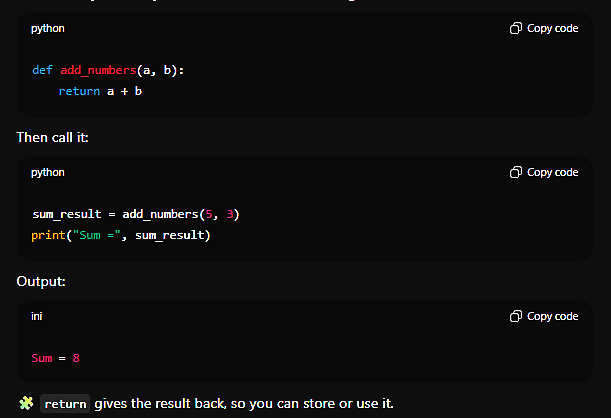 python
Copy code
def add_numbers(a, b):
    return a + b
Then call it:
python
Copy code
sum_result = add_numbers(5, 3)
print("Sum =", sum_result)
Output:
ini
Copy code
Sum = 8
🧩 return gives the result back, so you can store or use it.